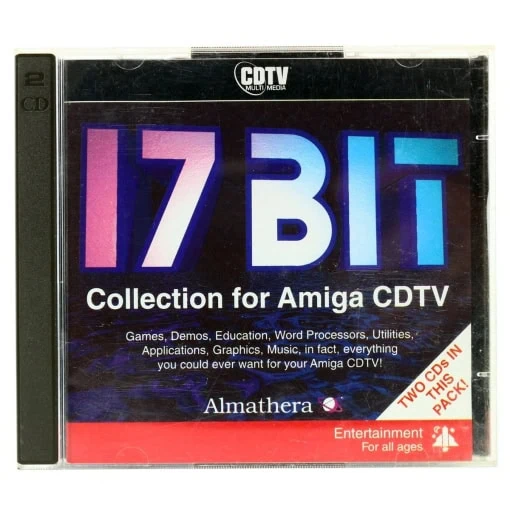 2
CD
CDTV
MULTI MEDIA
17 BIT
Collection for Amiga CDTV
Games, Demos, Education, Word Processors, Utilities,
Applications, Graphics, Music, in fact, everything
you could ever want for your Amiga CDTV!
TWO CDs IN
THIS
PACK!
Almathera
Entertainment
For all ages